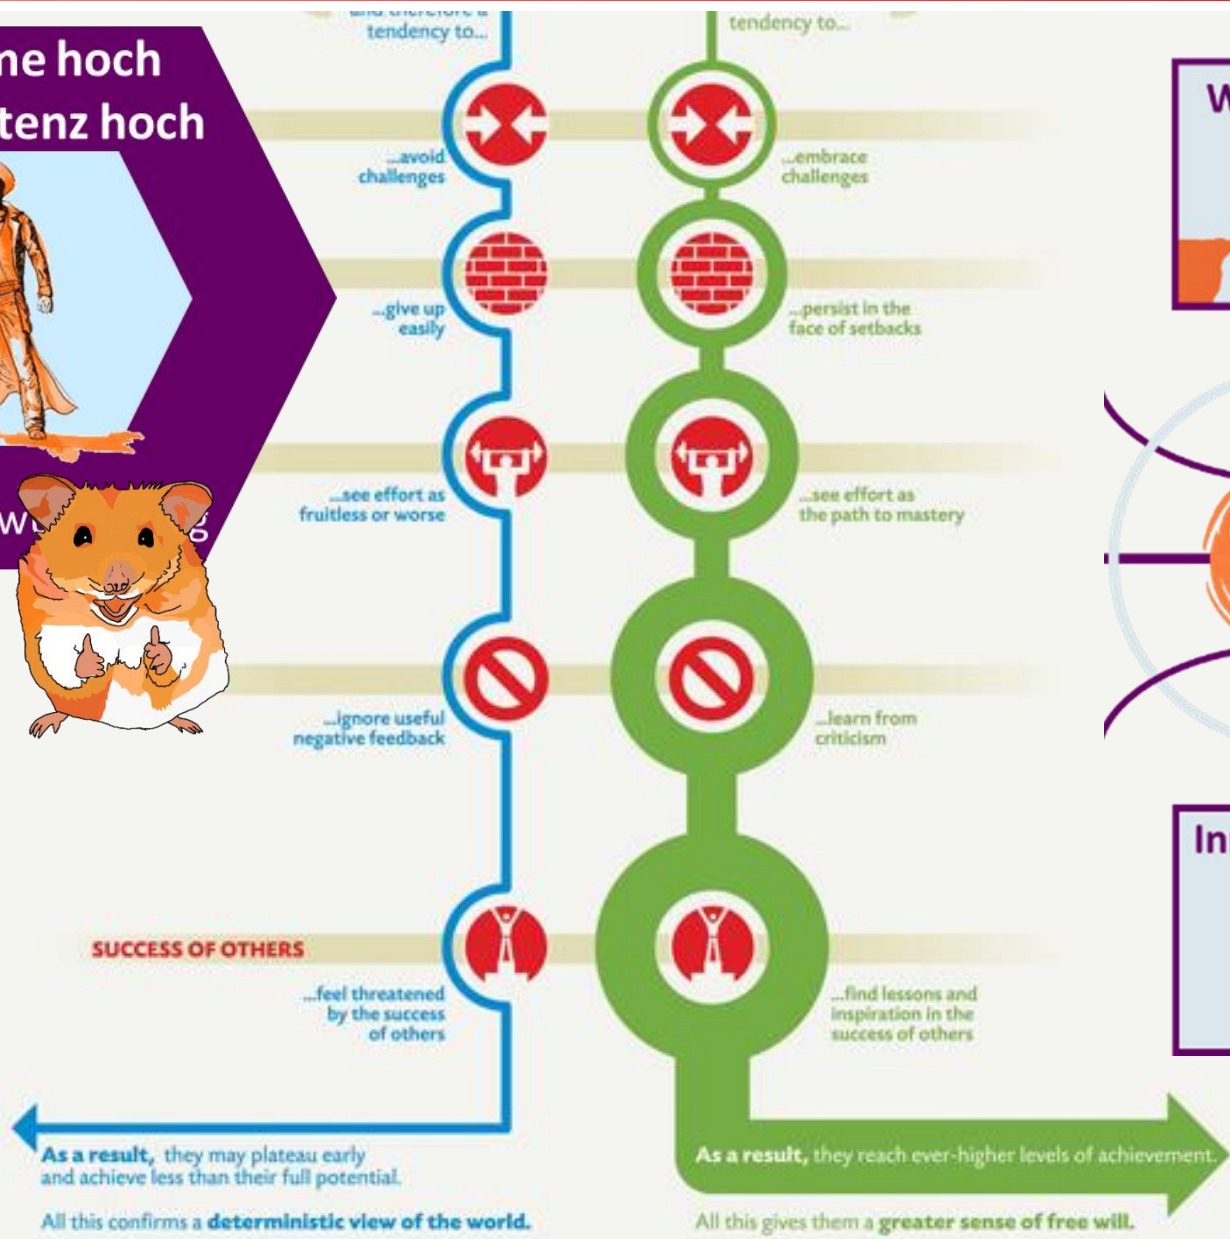 me hoch
tenz hoch
and therefore a
tendency to...
tendency to...
...avoid
challenges
...embrace
challenges
...give up
easily
...persist in the
face of setbacks
...see effort as
fruitless or worse
...see effort as
the path to mastery
...ignore useful
negative feedback
...learn from
criticism
SUCCESS OF OTHERS
...feel threatened
by the success
of others
...find lessons and
inspiration in the
success of others
As a result, they may plateau early
and achieve less than their full potential.
All this confirms a deterministic view of the world.
As a result, they reach ever-higher levels of achievement.
All this gives them a greater sense of free will.
W
In